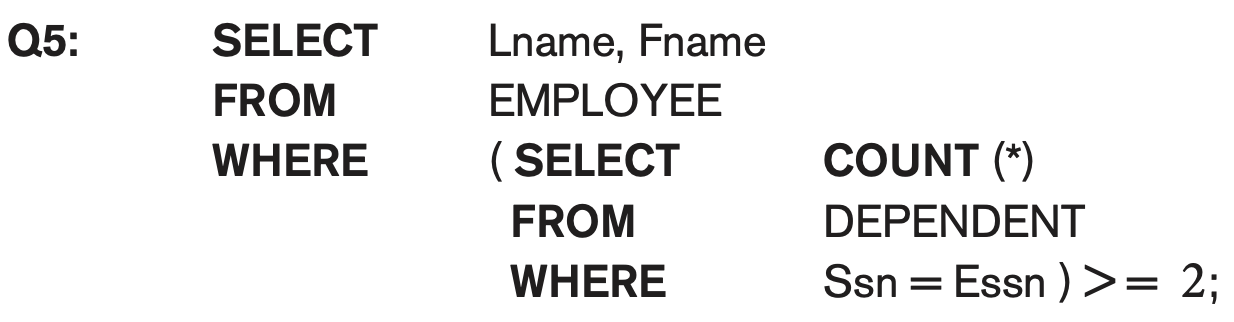 Q5: SELECT Lname, Fname
FROM EMPLOYEE
WHERE ( SELECT COUNT (*)
FROM DEPENDENT
WHERE Ssn = Essn ) > = 2;